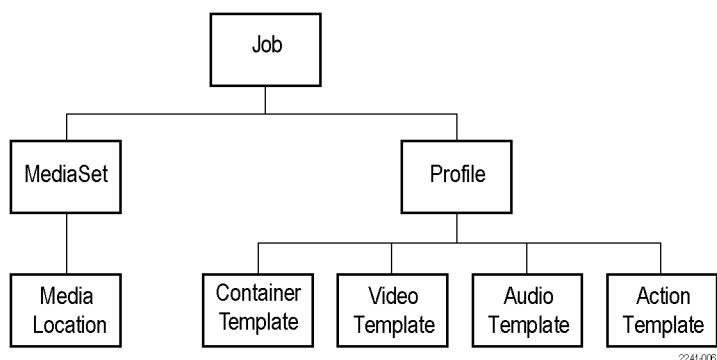 Job
MediaSet
Profile
Media
Location
Container
Template
Video
Template
Audio
Template
Action
Template
2241-006